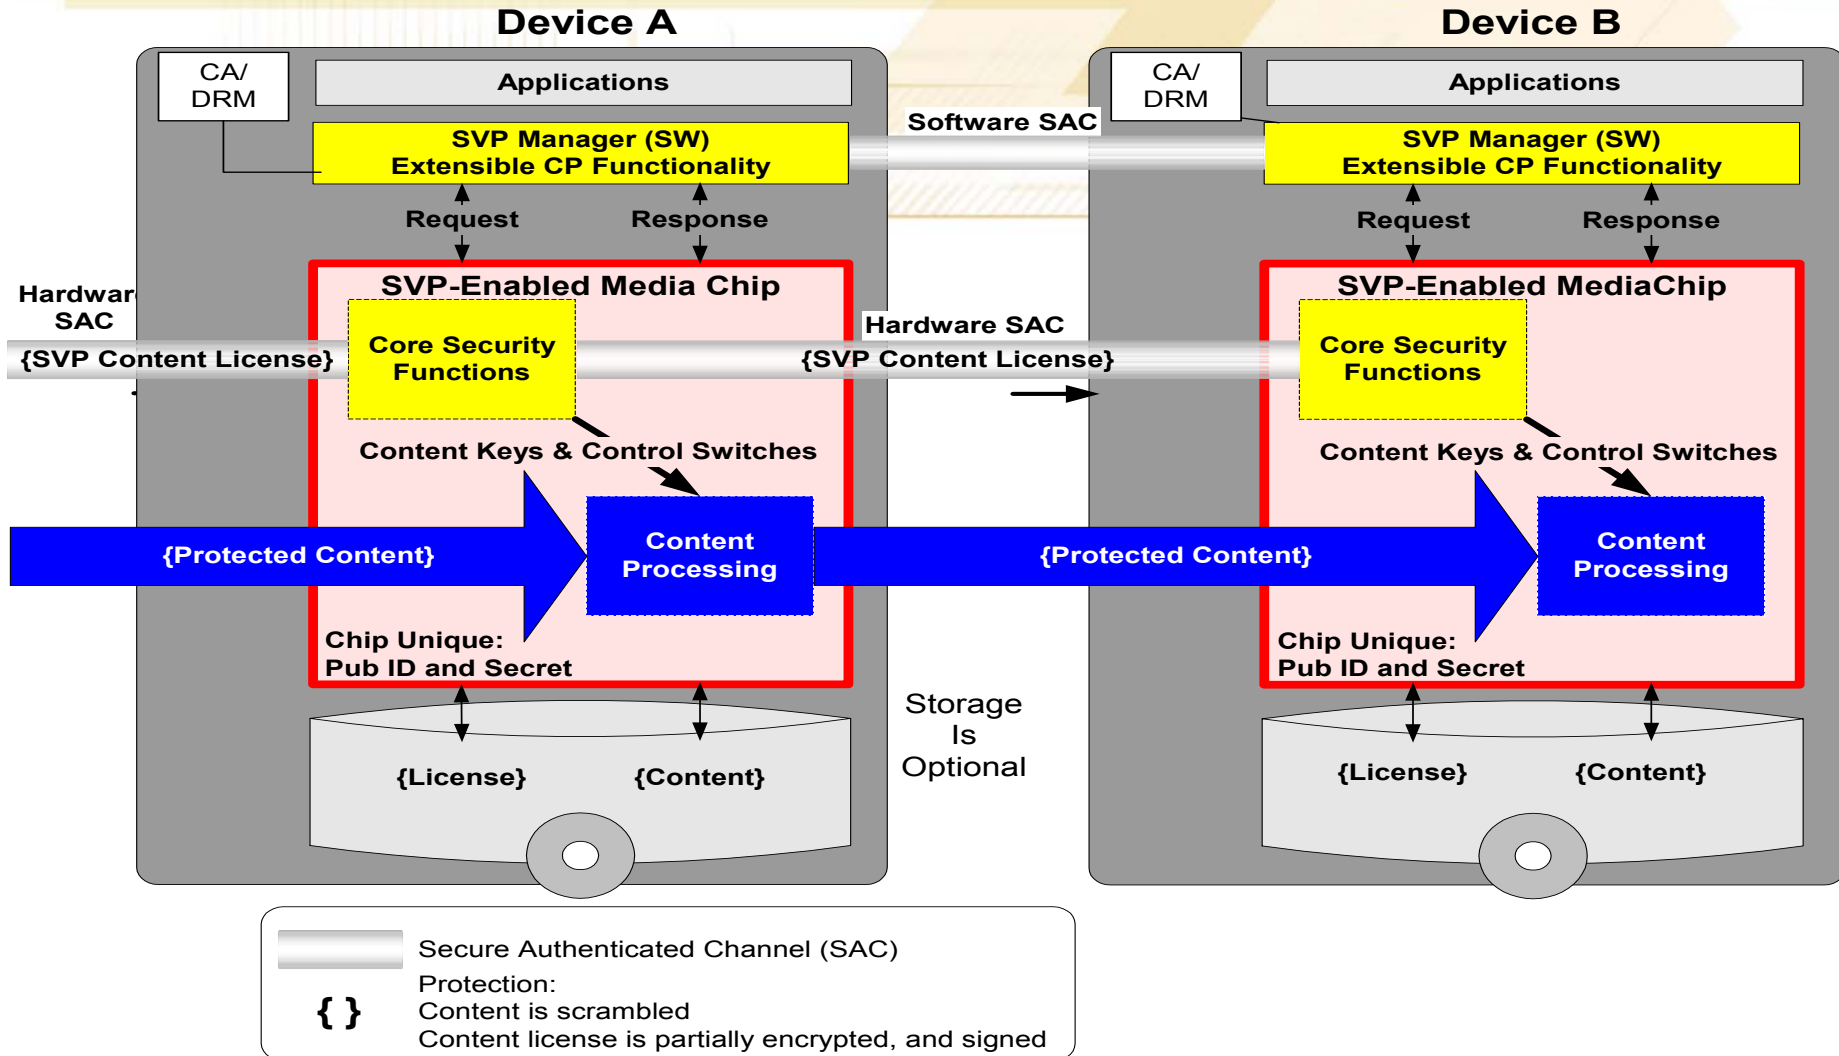 Device A
Device B
CA/
DRM
Applications
SVP Manager (SW)
Extensible CP Functionality
Software SAC
CA/
DRM
Applications
SVP Manager (SW)
Extensible CP Functionality
Request
Response
Request
Response
Hardwar
SAC
{SVP Content License}
SVP-Enabled Media Chip
Core Security
Functions
Hardware SAC
{SVP Content License}
SVP-Enabled MediaChip
Core Security
Functions
Content Keys & Control Switches
Content Keys & Control Switches
{Protected Content}
Content
Processing
{Protected Content}
Content
Processing
Chip Unique:
Pub ID and Secret
Chip Unique:
Pub ID and Secret
Storage
Is
Optional
{License}
{Content}
{License}
{Content}
Secure Authenticated Channel (SAC)
{ }
Protection:
Content is scrambled
Content license is partially encrypted, and signed